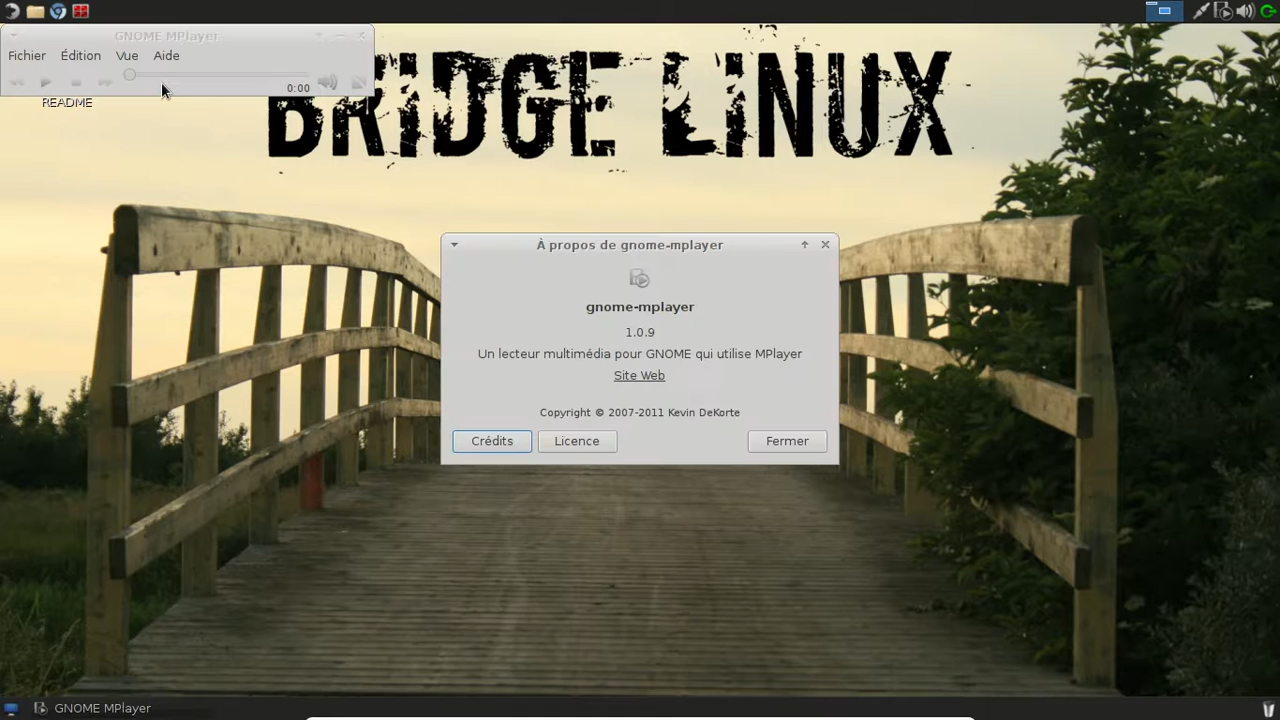 GNOME MPlayer
Fichier Édition Vue Aide
0:00
README
BRIDGE LINUX
À propos de gnome-mplayer
gnome-mplayer
1.0.9
Un lecteur multimédia pour GNOME qui utilise MPlayer
Site Web
Copyright © 2007-2011 Kevin DeKorte
Crédits Licence Fermer
GNOME MPlayer